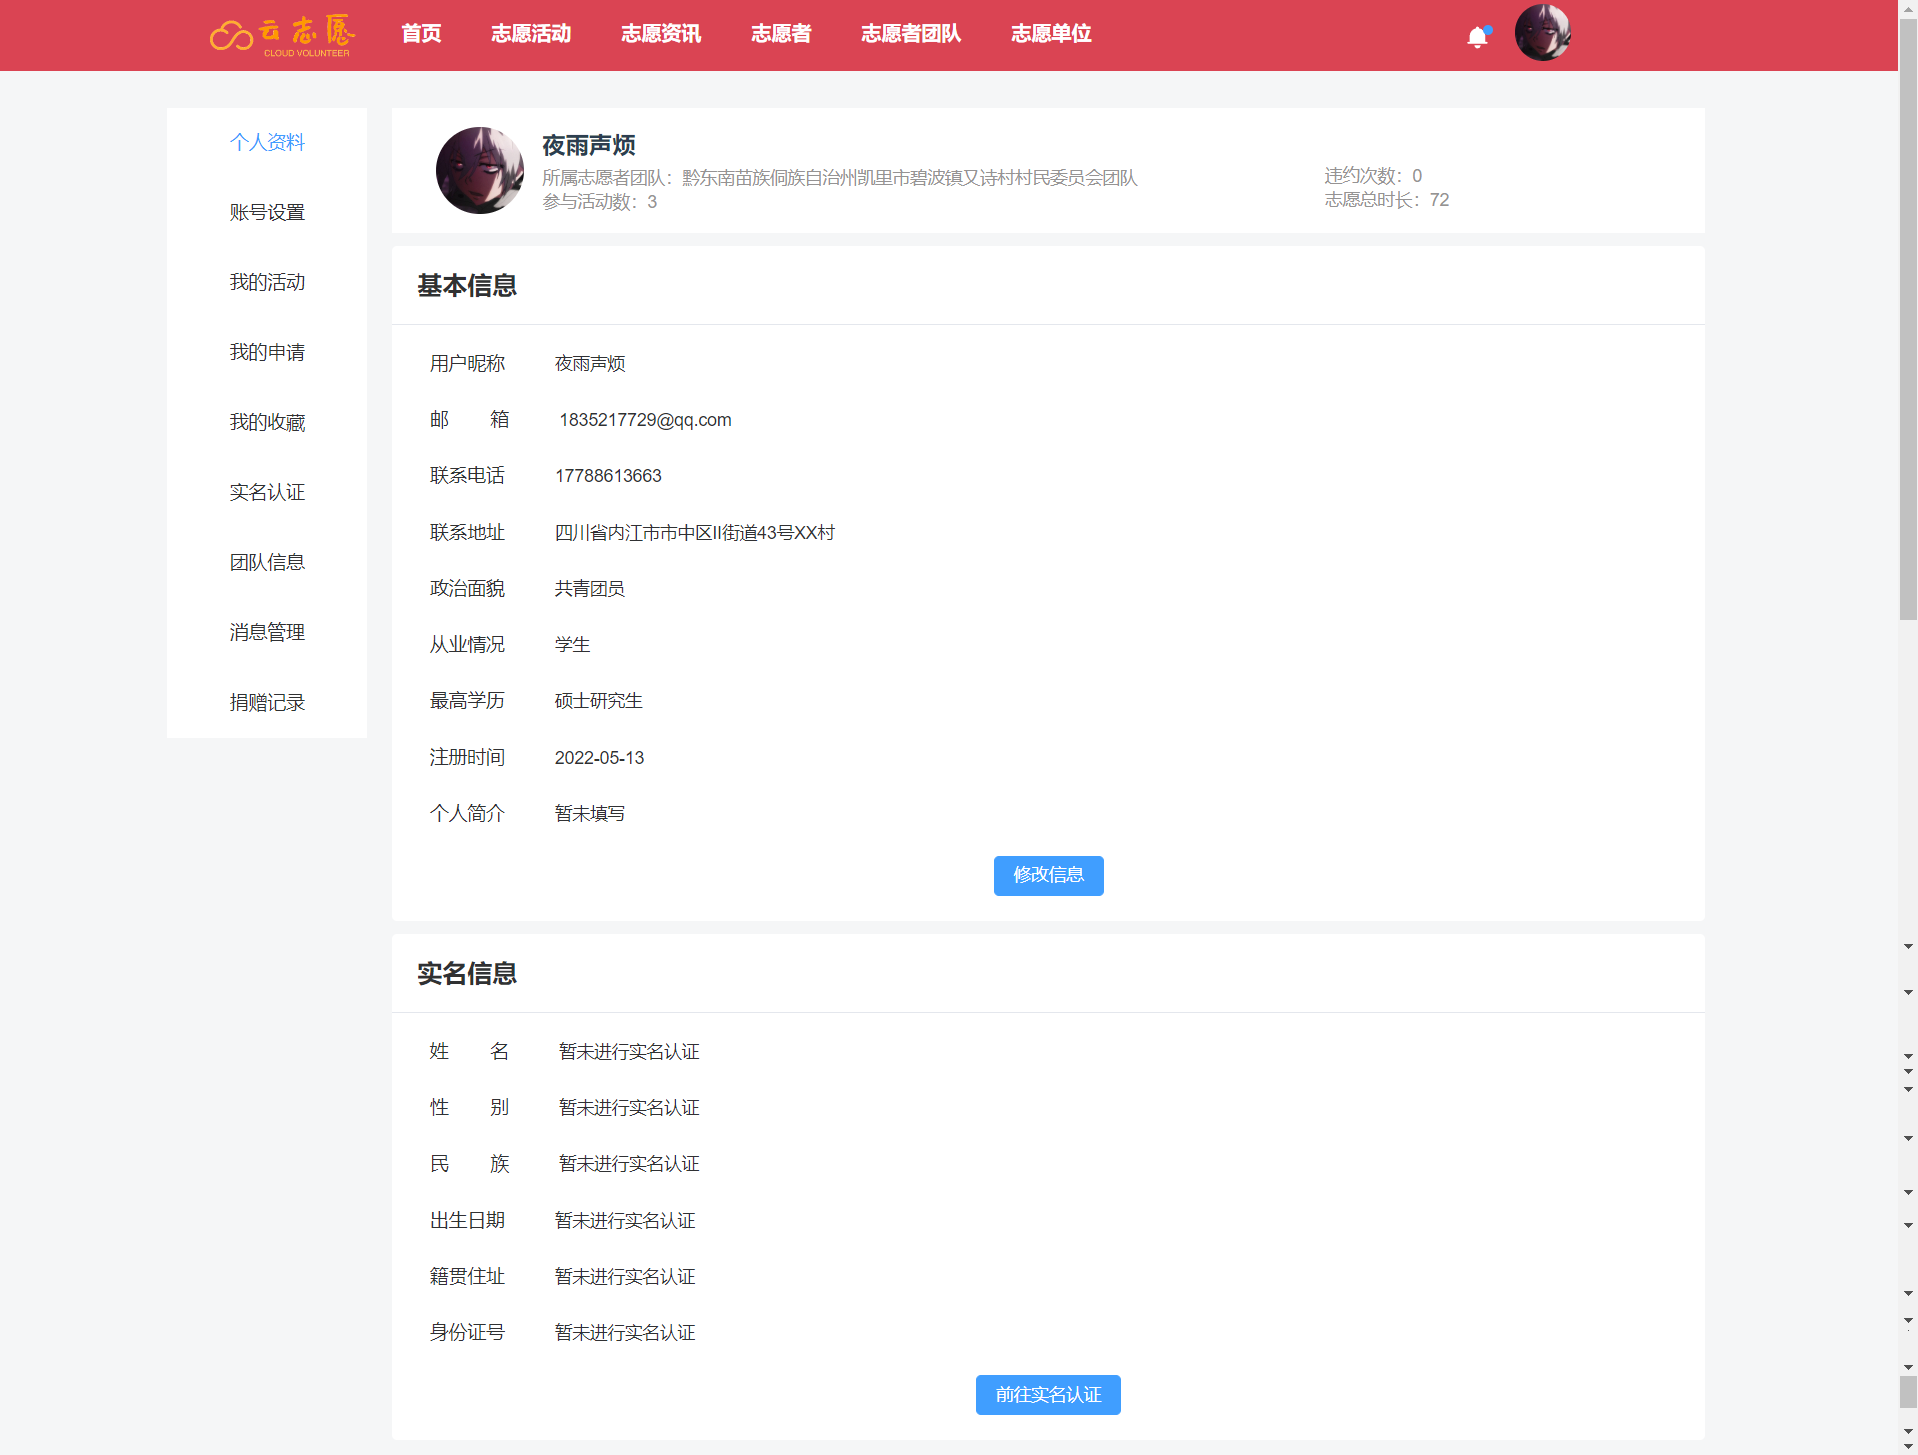 云志愿
CLOUD VOLUNTEER
首页 志愿活动 志愿资讯 志愿者 志愿者团队 志愿单位
个人资料
账号设置
我的活动
我的申请
我的收藏
实名认证
团队信息
消息管理
捐赠记录
夜雨声烦
所属志愿者团队：黔东南苗族侗族自治州凯里市碧波镇又诗村村民委员会团队
参与活动数：3
违约次数：0
志愿总时长：72
基本信息
用户昵称 夜雨声烦
邮 箱 1835217729@qq.com
联系电话 17788613663
联系地址 四川省内江市市中区II街道43号XX村
政治面貌 共青团员
从业情况 学生
最高学历 硕士研究生
注册时间 2022-05-13
个人简介 暂未填写
修改信息
实名信息
姓 名 暂未进行实名认证
性 别 暂未进行实名认证
民 族 暂未进行实名认证
出生日期 暂未进行实名认证
籍贯住址 暂未进行实名认证
身份证号 暂未进行实名认证
前往实名认证